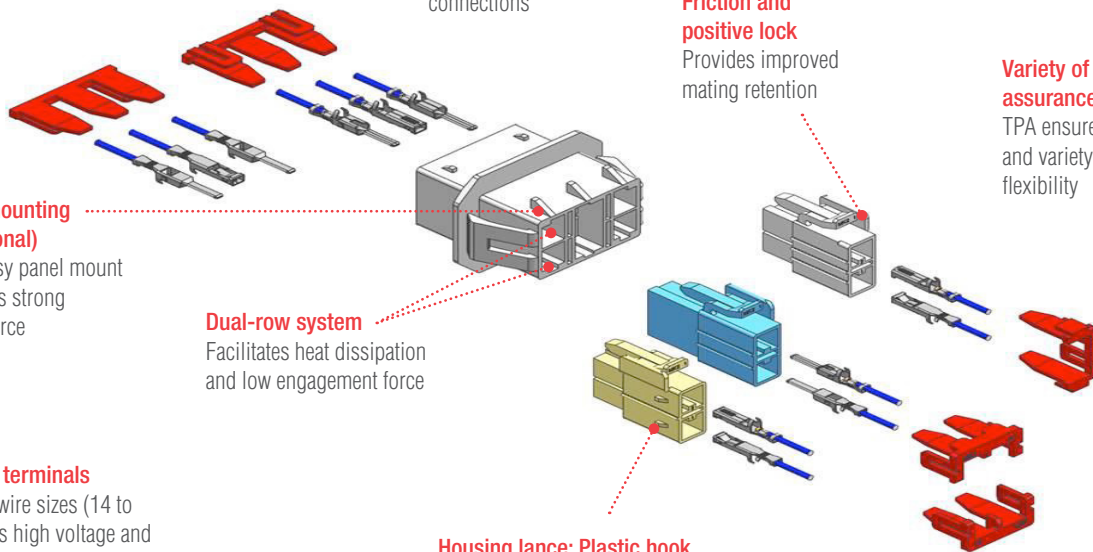 connections
Friction and
positive lock
Provides improved
mating retention
Variety of
assurance
TPA ensure
and variety
flexibility
ounting
onal)
sy panel mount
s strong
rce
Dual-row system
Facilitates heat dissipation
and low engagement force
terminals
wire sizes (14 to
s high voltage and
Housing lance: Plastic hook